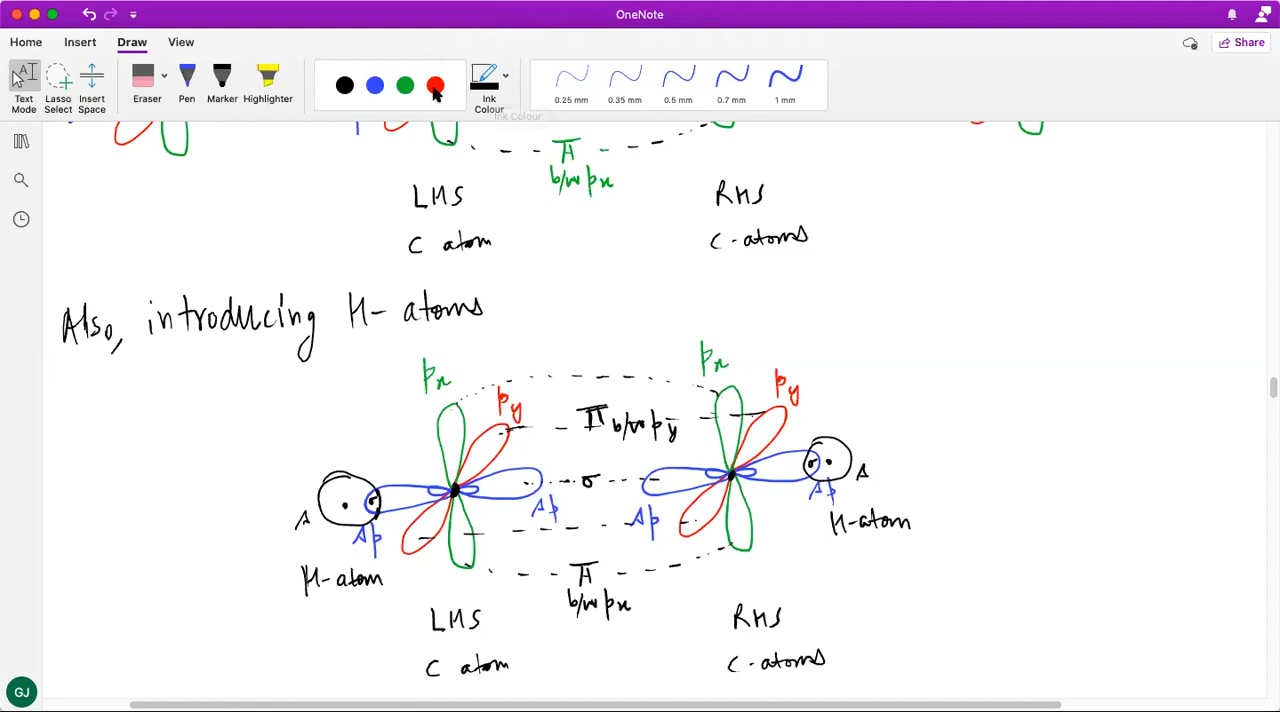 OneNote
Home Insert Draw View
Share
Text Mode
Lasso Select
Insert Space
Eraser
Pen
Marker
Highlighter
Ink Colour
0.25 mm 0.35 mm 0.5 mm 0.7 mm 1 mm
Ink Colour
π
b/w px
LHS RHS
C atom C-atoms
Also, introducing H-atoms
px px
py py
π b/w py
σ σ σ
s s
sp sp sp sp
H-atom H-atom
π
b/w px
LHS RHS
C atom C-atoms
GJ